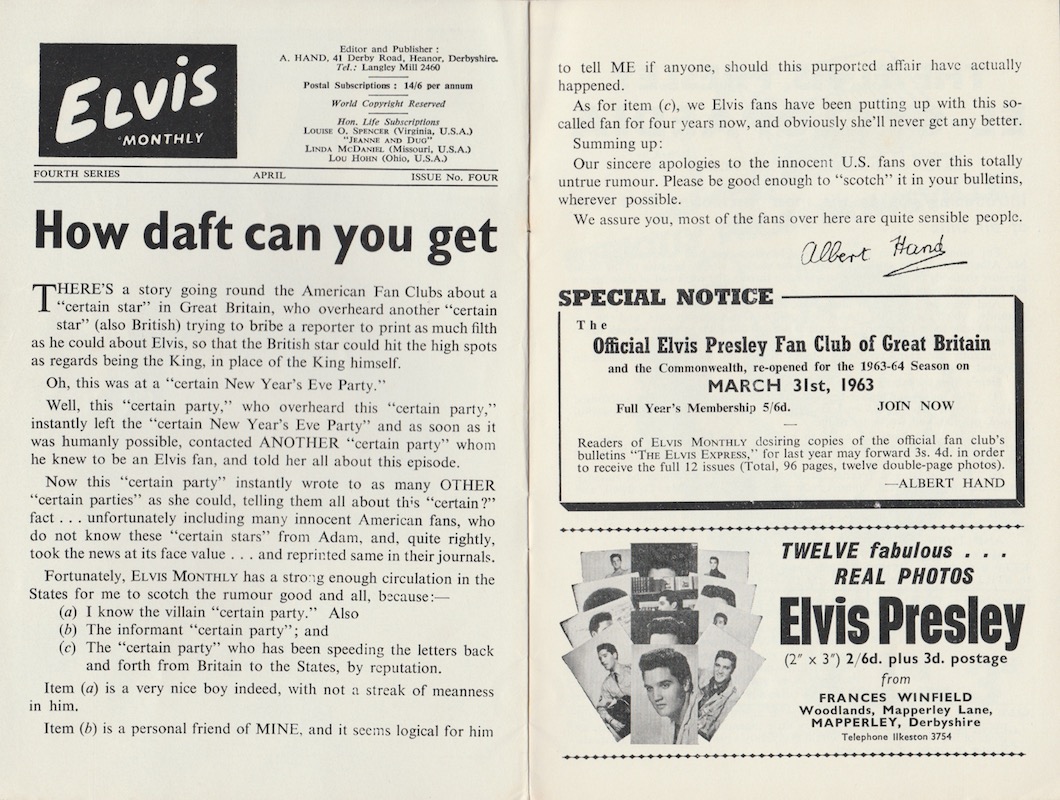 ELVIS
MONTHLY
Editor and Publisher :
A. HAND, 41 Derby Road, Heanor, Derbyshire.
Tel.: Langley Mill 2460
Postal Subscriptions : 14/6 per annum
World Copyright Reserved
Hon. Life Subscriptions
LOUISE O. SPENCER (Virginia, U.S.A.)
"JEANNE AND DUG"
LINDA MCDANIEL (Missouri, U.S.A.)
LOU HOHN (Ohio, U.S.A.)
FOURTH SERIES APRIL ISSUE No. FOUR
How daft can you get
THERE'S a story going round the American Fan Clubs about a
"certain star" in Great Britain, who overheard another "certain
star" (also British) trying to bribe a reporter to print as much filth
as he could about Elvis, so that the British star could hit the high spots
as regards being the King, in place of the King himself.
Oh, this was at a "certain New Year's Eve Party."
Well, this "certain party," who overheard this "certain party,"
instantly left the "certain New Year's Eve Party" and as soon as it
was humanly possible, contacted ANOTHER "certain party" whom
he knew to be an Elvis fan, and told her all about this episode.
Now this "certain party" instantly wrote to as many OTHER
"certain parties" as she could, telling them all about this "certain?"
fact . . . unfortunately including many innocent American fans, who
do not know these "certain stars" from Adam, and, quite rightly,
took the news at its face value . . . and reprinted same in their journals.
Fortunately, ELVIS MONTHLY has a strong enough circulation in the
States for me to scotch the rumour good and all, because:—
(a) I know the villain "certain party." Also
(b) The informant "certain party"; and
(c) The "certain party" who has been speeding the letters back
and forth from Britain to the States, by reputation.
Item (a) is a very nice boy indeed, with not a streak of meanness
in him.
Item (b) is a personal friend of MINE, and it seems logical for him
to tell ME if anyone, should this purported affair have actually
happened.
As for item (c), we Elvis fans have been putting up with this so-
called fan for four years now, and obviously she'll never get any better.
Summing up:
Our sincere apologies to the innocent U.S. fans over this totally
untrue rumour. Please be good enough to "scotch" it in your bulletins,
wherever possible.
We assure you, most of the fans over here are quite sensible people.
Albert Hand
SPECIAL NOTICE
The
Official Elvis Presley Fan Club of Great Britain
and the Commonwealth, re-opened for the 1963-64 Season on
MARCH 31st, 1963
Full Year's Membership 5/6d. JOIN NOW
Readers of ELVIS MONTHLY desiring copies of the official fan club's
bulletins "THE ELVIS EXPRESS," for last year may forward 3s. 4d. in order
to receive the full 12 issues (Total, 96 pages, twelve double-page photos).
—ALBERT HAND
TWELVE fabulous . . .
REAL PHOTOS
Elvis Presley
(2" x 3") 2/6d. plus 3d. postage
from
FRANCES WINFIELD
Woodlands, Mapperley Lane,
MAPPERLEY, Derbyshire
Telephone Ilkeston 3754